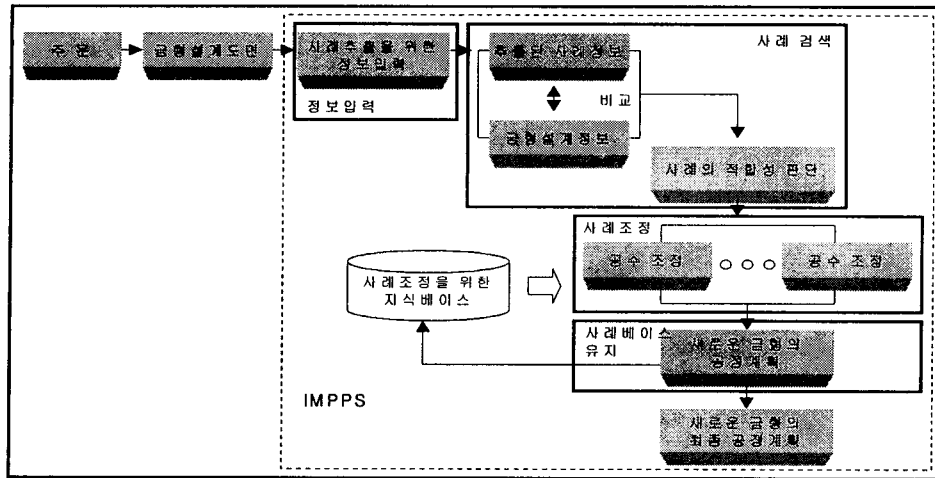 주 문
금형설계도면
사례추출을 위한
정보입력
정보입력
추출된 사례정보
비교
금형설계정보
사례 검색
사례의 적합성 판단
사례조정
공수 조정
공수 조정
사례조정을 위한
지식베이스
사례베이스
유지
새로운 금형의
공정계획
IMPPS
새로운 금형의
최종 공정계획